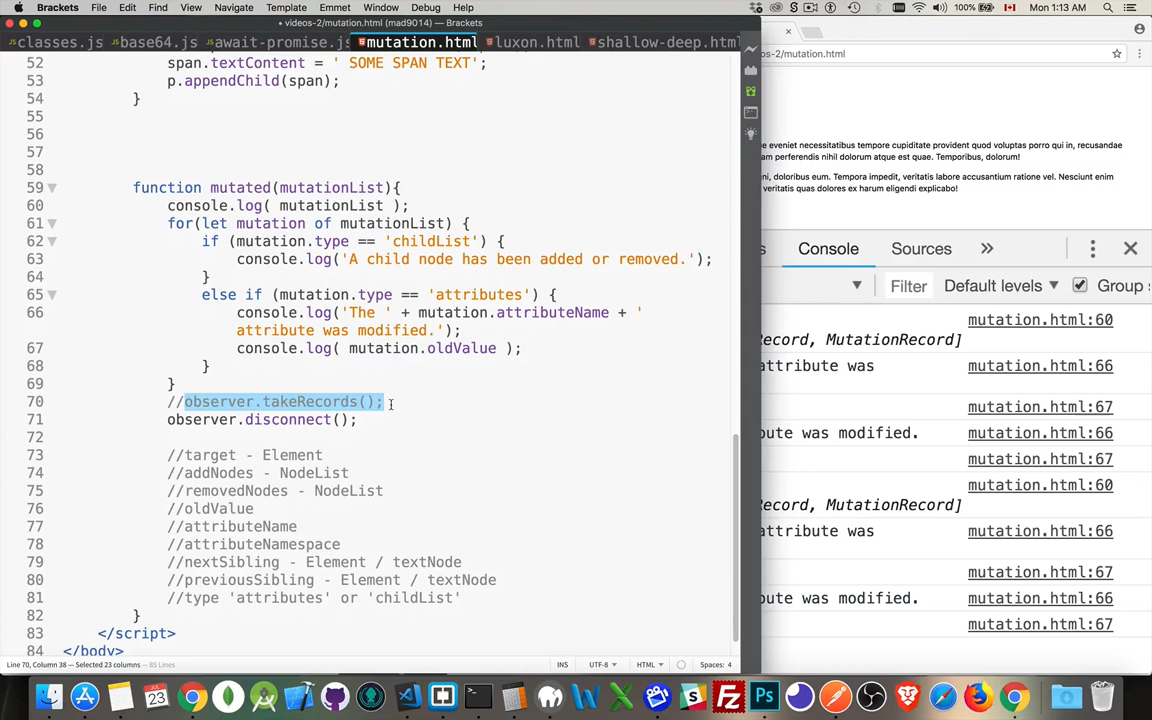 Brackets File Edit Find View Navigate Template Emmet Window Debug Help 100% Mon 1:13 AM
• videos-2/mutation.html (mad9014) — Brackets
classes.js base64.js await-promise.js mutation.html luxon.html shallow-deep.html
os-2/mutation.html
52 span.textContent = ' SOME SPAN TEXT';
53 p.appendChild(span);
54 }
55
56
57
58
59 function mutated(mutationList){
60 console.log( mutationList );
61 for(let mutation of mutationList) {
62 if (mutation.type == 'childList') {
63 console.log('A child node has been added or removed.');
64 }
65 else if (mutation.type == 'attributes') {
66 console.log('The ' + mutation.attributeName + '
attribute was modified.');
67 console.log( mutation.oldValue );
68 }
69 }
70 //observer.takeRecords();
71 observer.disconnect();
72
73 //target - Element
74 //addNodes - NodeList
75 //removedNodes - NodeList
76 //oldValue
77 //attributeName
78 //attributeNamespace
79 //nextSibling - Element / textNode
80 //previousSibling - Element / textNode
81 //type 'attributes' or 'childList'
82 }
83 </script>
84 </body>
Line 70, Column 38 — Selected 23 columns — 85 Lines
INS UTF-8 HTML Spaces: 4
e eveniet necessitatibus tempore cupiditate provident quod voluptas porro qui in, recusandae
am perferendis nihil dolorum atque est quae. Temporibus, dolorum!
ni, doloribus eum. Tempora impedit, veritatis labore accusantium ratione vel. Nesciunt enim
veritatis quas dolores ex harum eligendi explicabo!
s Console Sources »
Filter Default levels Group
mutation.html:60
ecord, MutationRecord]
attribute was mutation.html:66
mutation.html:67
ute was modified. mutation.html:66
mutation.html:67
mutation.html:60
ecord, MutationRecord]
attribute was mutation.html:66
mutation.html:67
ute was modified. mutation.html:66
mutation.html:67
JUL
23
W X S FZ Ps